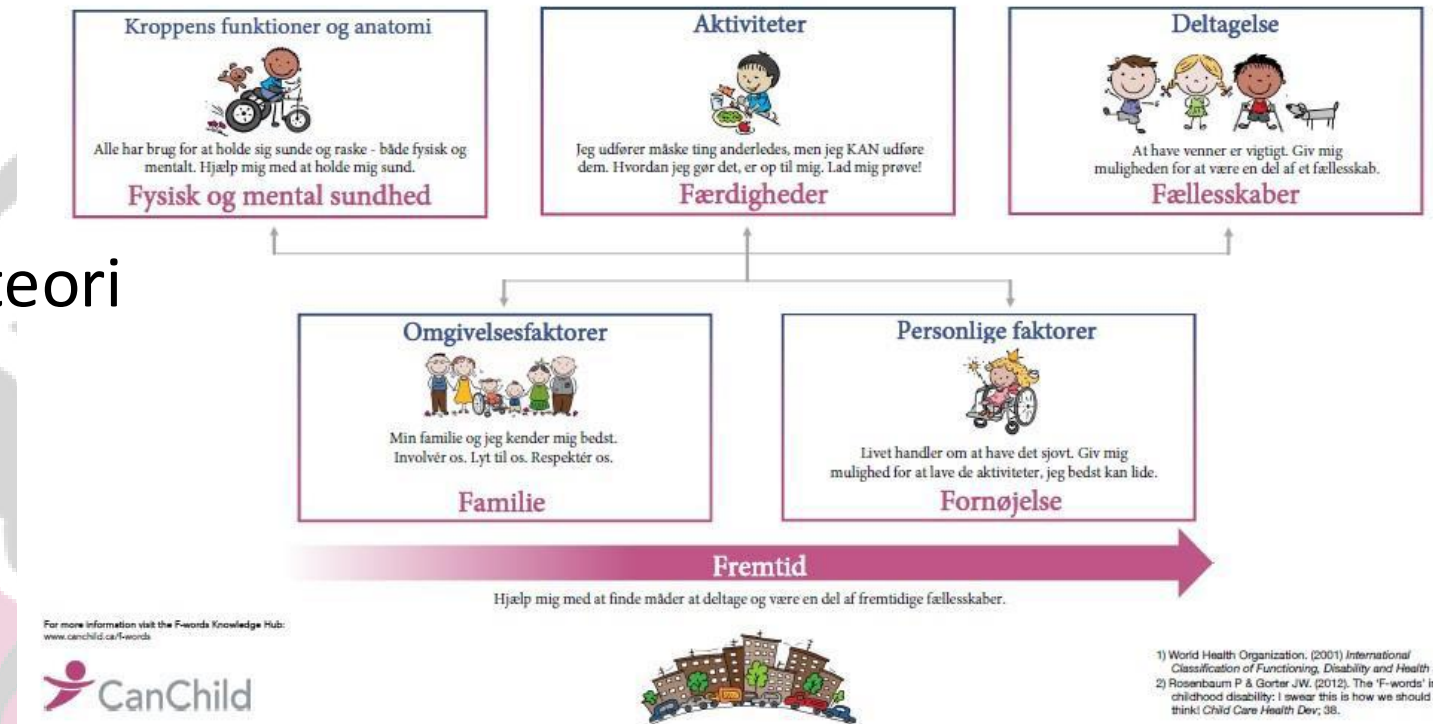 Kroppens funktioner og anatomi
Alle har brug for at holde sig sunde og raske - både fysisk og
mentalt. Hjælp mig med at holde mig sund.
Fysisk og mental sundhed
Aktiviteter
Jeg udfører måske ting anderledes, men jeg KAN udføre
dem. Hvordan jeg gør det, er op til mig. Lad mig prøve!
Færdigheder
Deltagelse
At have venner er vigtigt. Giv mig
muligheden for at være en del af et fællesskab.
Fællesskaber
teori
Omgivelsesfaktorer
Min familie og jeg kender mig bedst.
Involvér os. Lyt til os. Respektér os.
Familie
Personlige faktorer
Livet handler om at have det sjovt. Giv mig
mulighed for at lave de aktiviteter, jeg bedst kan lide.
Fornøjelse
Fremtid
Hjælp mig med at finde måder at deltage og være en del af fremtidige fællesskaber.
For more information visit the F-words Knowledge Hub:
www.canchild.ca/f-words
CanChild
1) World Health Organization. (2001) International
Classification of Functioning, Disability and Health
2) Rosenbaum P & Gorter JW. (2012). The 'F-words' in
childhood disability: I swear this is how we should
think! Child Care Health Dev; 38.